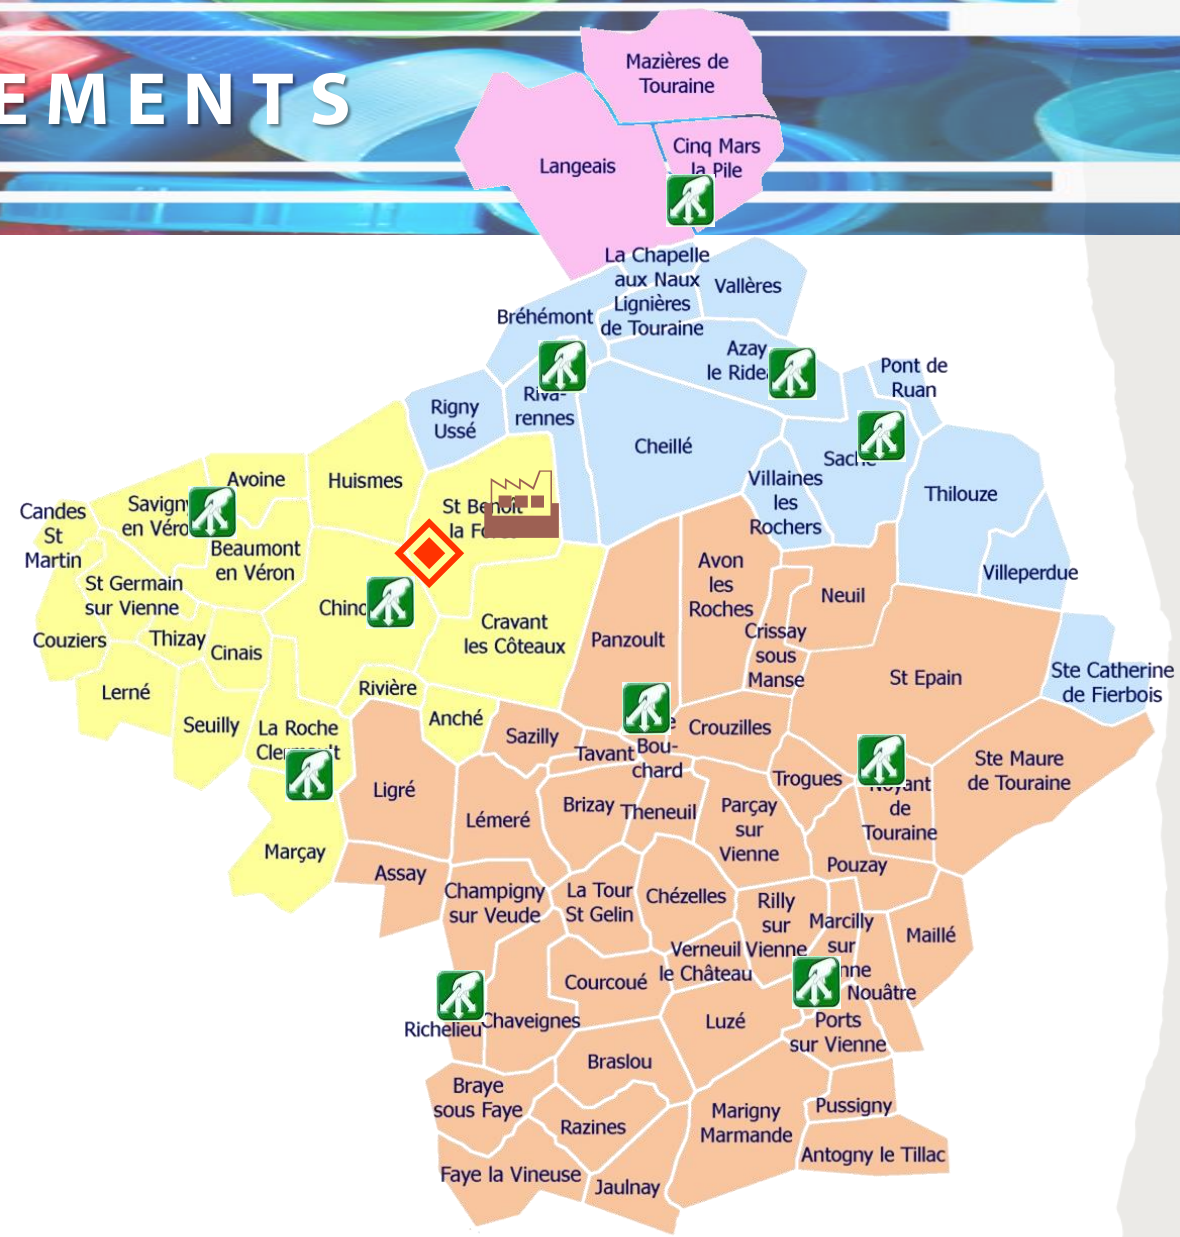 EMENTS
Mazières de
Touraine
Cinq Mars
la Pile
Langeais
La Chapelle
aux Naux
Vallères
Lignières
de Touraine
Bréhémont
Azay
le Ride
Pont de
Ruan
Riva-
rennes
Rigny
Ussé
Cheillé
Saché
Villaines
les
Rochers
Thilouze
Villeperdue
Ste Catherine
de Fierbois
Avoine
Huismes
St Benoît
la Fo
Savign
en Véro
Candes
St
Martin
Beaumont
en Véron
St Germain
sur Vienne
Chino
Couziers
Thizay
Cinais
Cravant
les Côteaux
Lerné
Seuilly
Rivière
Anché
La Roche
Clermault
Marçay
Panzoult
Avon
les
Roches
Neuil
Crissay
sous
Manse
St Epain
Sazilly
Tavant
Bou-
chard
Crouzilles
Trogues
Noyant
de
Touraine
Ste Maure
de Touraine
Ligré
Lémeré
Brizay
Theneuil
Parçay
sur
Vienne
Pouzay
Assay
Champigny
sur Veude
La Tour
St Gelin
Chézelles
Rilly
sur
Vienne
Marcilly
sur
nne
Maillé
Verneuil
le Château
Nouâtre
Courcoué
Richelieu
Chaveignes
Luzé
Ports
sur Vienne
Braslou
Braye
sous Faye
Razines
Marigny
Marmande
Pussigny
Antogny le Tillac
Faye la Vineuse
Jaulnay